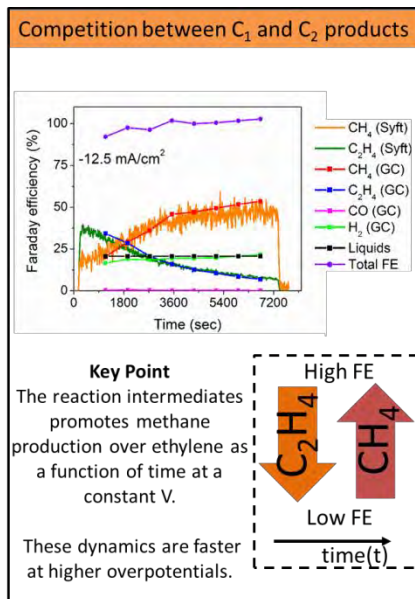 Competition between C₁ and C₂ products
Faraday efficiency (%)
100
75
50
25
0
-12.5 mA/cm²
0 1800 3600 5400 7200
Time (sec)
CH₄ (Syft)
C₂H₄ (Syft)
CH₄ (GC)
C₂H₄ (GC)
CO (GC)
H₂ (GC)
Liquids
Total FE
Key Point
The reaction intermediates
promotes methane
production over ethylene as
a function of time at a
constant V.
These dynamics are faster
at higher overpotentials.
High FE
C₂H₄
CH₄
Low FE
time(t)